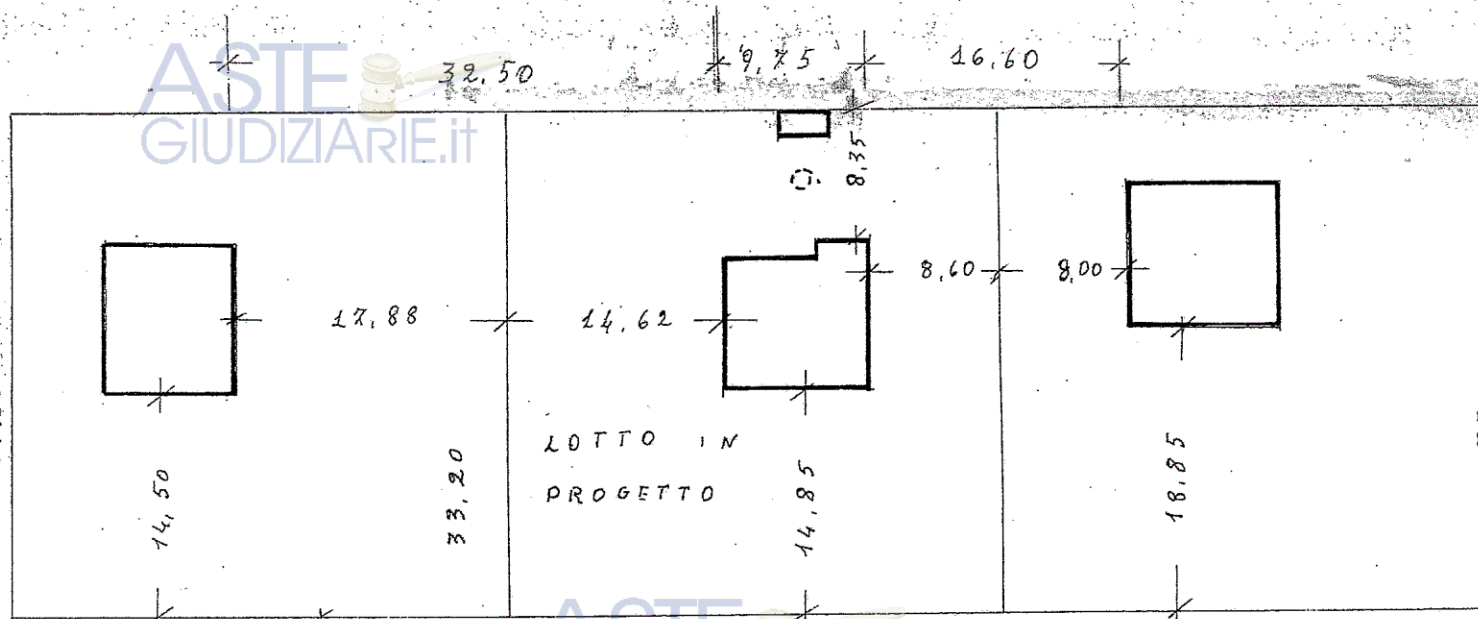 32,50
9,75
16,60
ASTE
GIUDIZIARIE.it
8,35
8,60
8,00
17,88
14,62
LOTTO IN
PROGETTO
14,50
33,20
14,85
18,85
ASTE